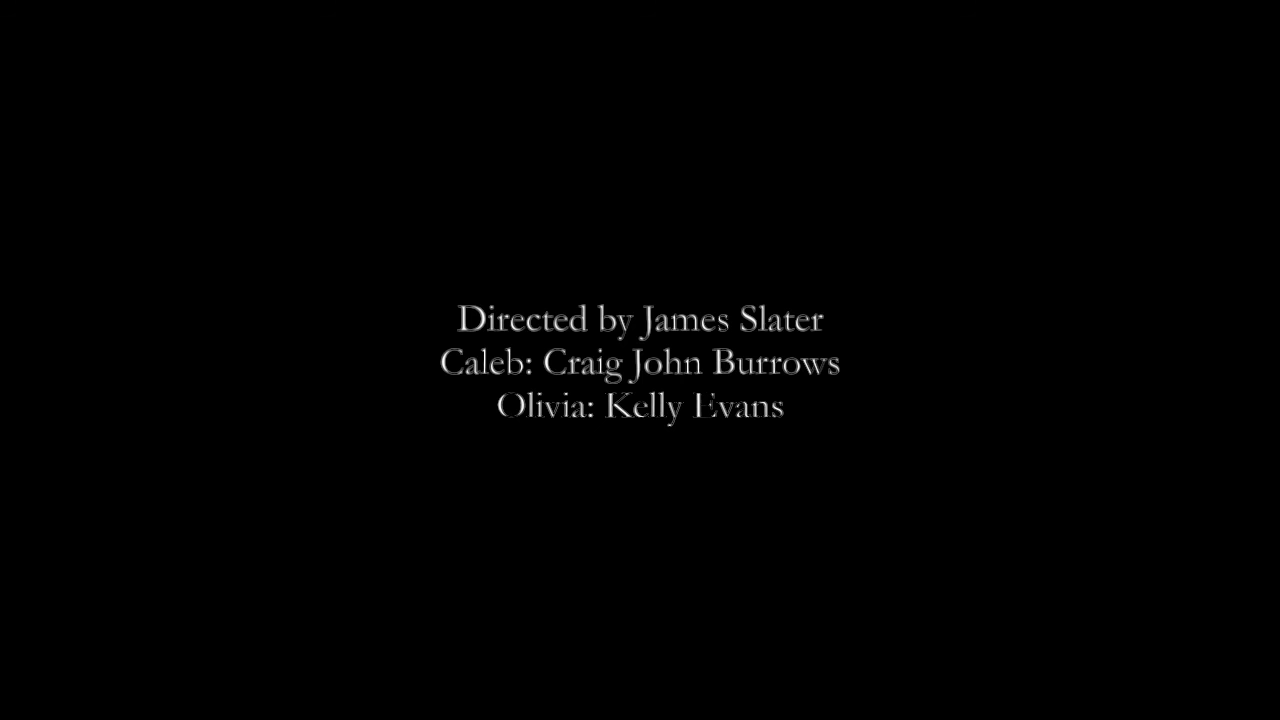 Directed by James Slater
Caleb: Craig John Burrows
Olivia: Kelly Evans